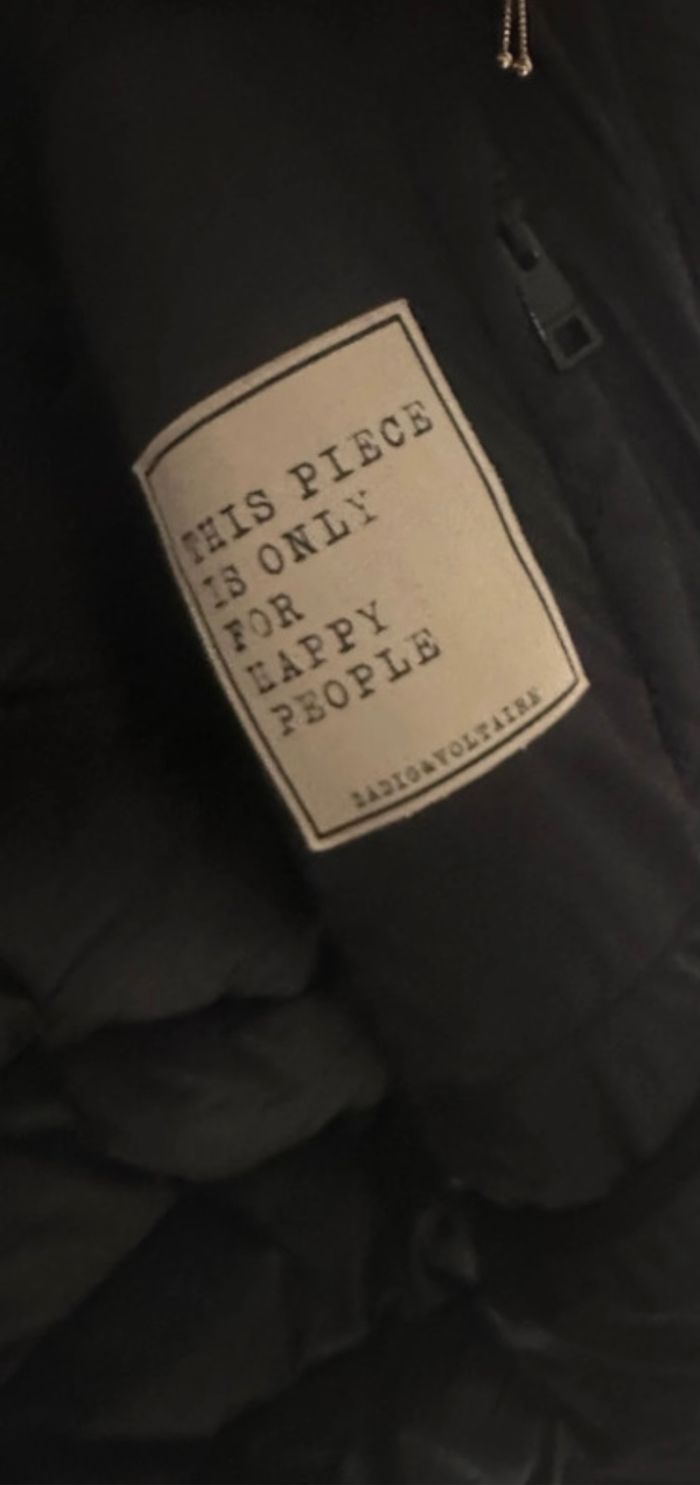 THIS PIECE
IS ONLY
FOR
HAPPY
PEOPLE
ZADIG&VOLTAIRE